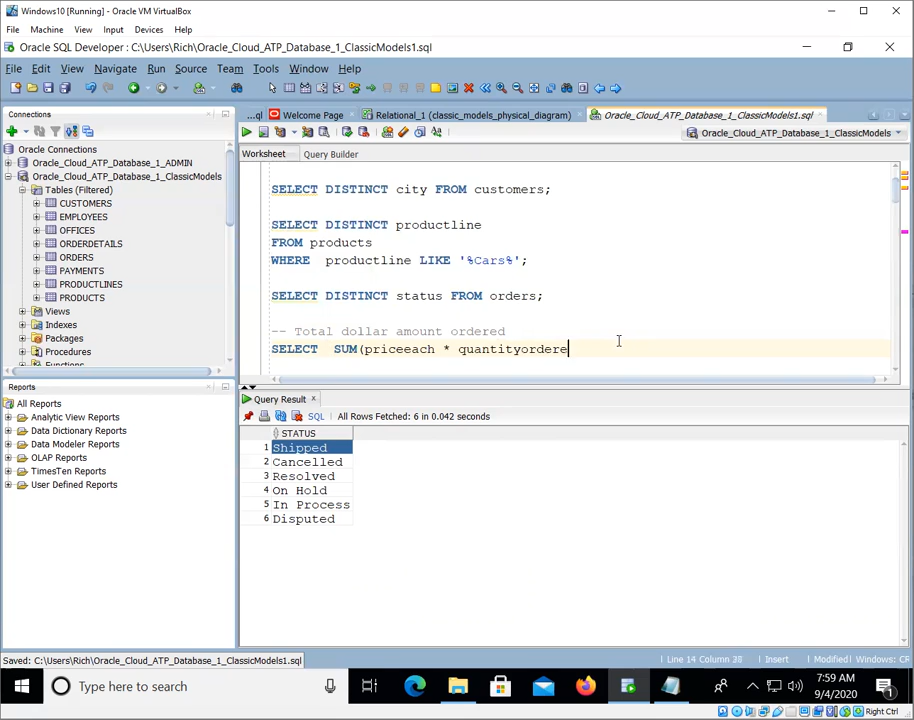 Windows10 [Running] - Oracle VM VirtualBox
File Machine View Input Devices Help
Oracle SQL Developer : C:\Users\Rich\Oracle_Cloud_ATP_Database_1_ClassicModels1.sql
File Edit View Navigate Run Source Team Tools Window Help
Connections
...ql Welcome Page Relational_1 (classic_models_physical_diagram) Oracle_Cloud_ATP_Database_1_ClassicModels1.sql
Oracle_Cloud_ATP_Database_1_ClassicModels
Worksheet Query Builder
Oracle Connections
Oracle_Cloud_ATP_Database_1_ADMIN
Oracle_Cloud_ATP_Database_1_ClassicModels
Tables (Filtered)
CUSTOMERS
EMPLOYEES
OFFICES
ORDERDETAILS
ORDERS
PAYMENTS
PRODUCTLINES
PRODUCTS
Views
Indexes
Packages
Procedures
Functions
SELECT DISTINCT city FROM customers;
SELECT DISTINCT productline
FROM products
WHERE productline LIKE '%Cars%';
SELECT DISTINCT status FROM orders;
-- Total dollar amount ordered
SELECT SUM(priceeach * quantityordere
Reports
All Reports
Analytic View Reports
Data Dictionary Reports
Data Modeler Reports
OLAP Reports
TimesTen Reports
User Defined Reports
Query Result
SQL All Rows Fetched: 6 in 0.042 seconds
STATUS
1 Shipped
2 Cancelled
3 Resolved
4 On Hold
5 In Process
6 Disputed
Saved: C:\Users\Rich\Oracle_Cloud_ATP_Database_1_ClassicModels1.sql
Line 14 Column 38 Insert Modified Windows: CR
Type here to search
7:59 AM
9/4/2020
1
Right Ctrl